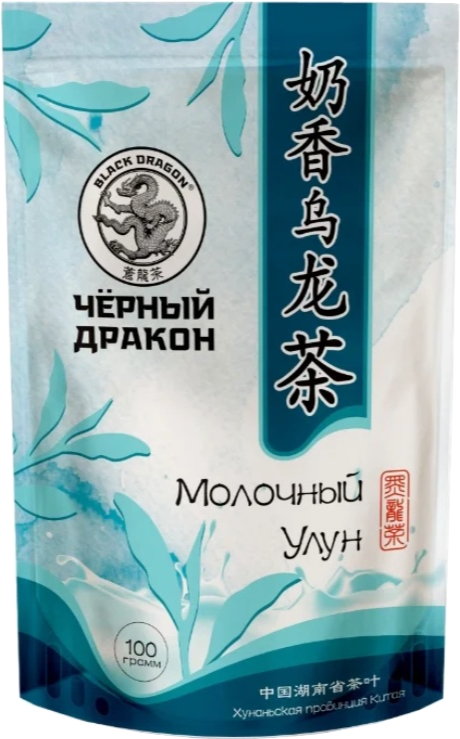 奶香乌龙茶
BLACK DRAGON®
蒼龍茶
ЧЁРНЫЙ
ДРАКОН
Молочный
Улун
100
грамм
中国湖南省茶叶
Хунаньская провинция Китая